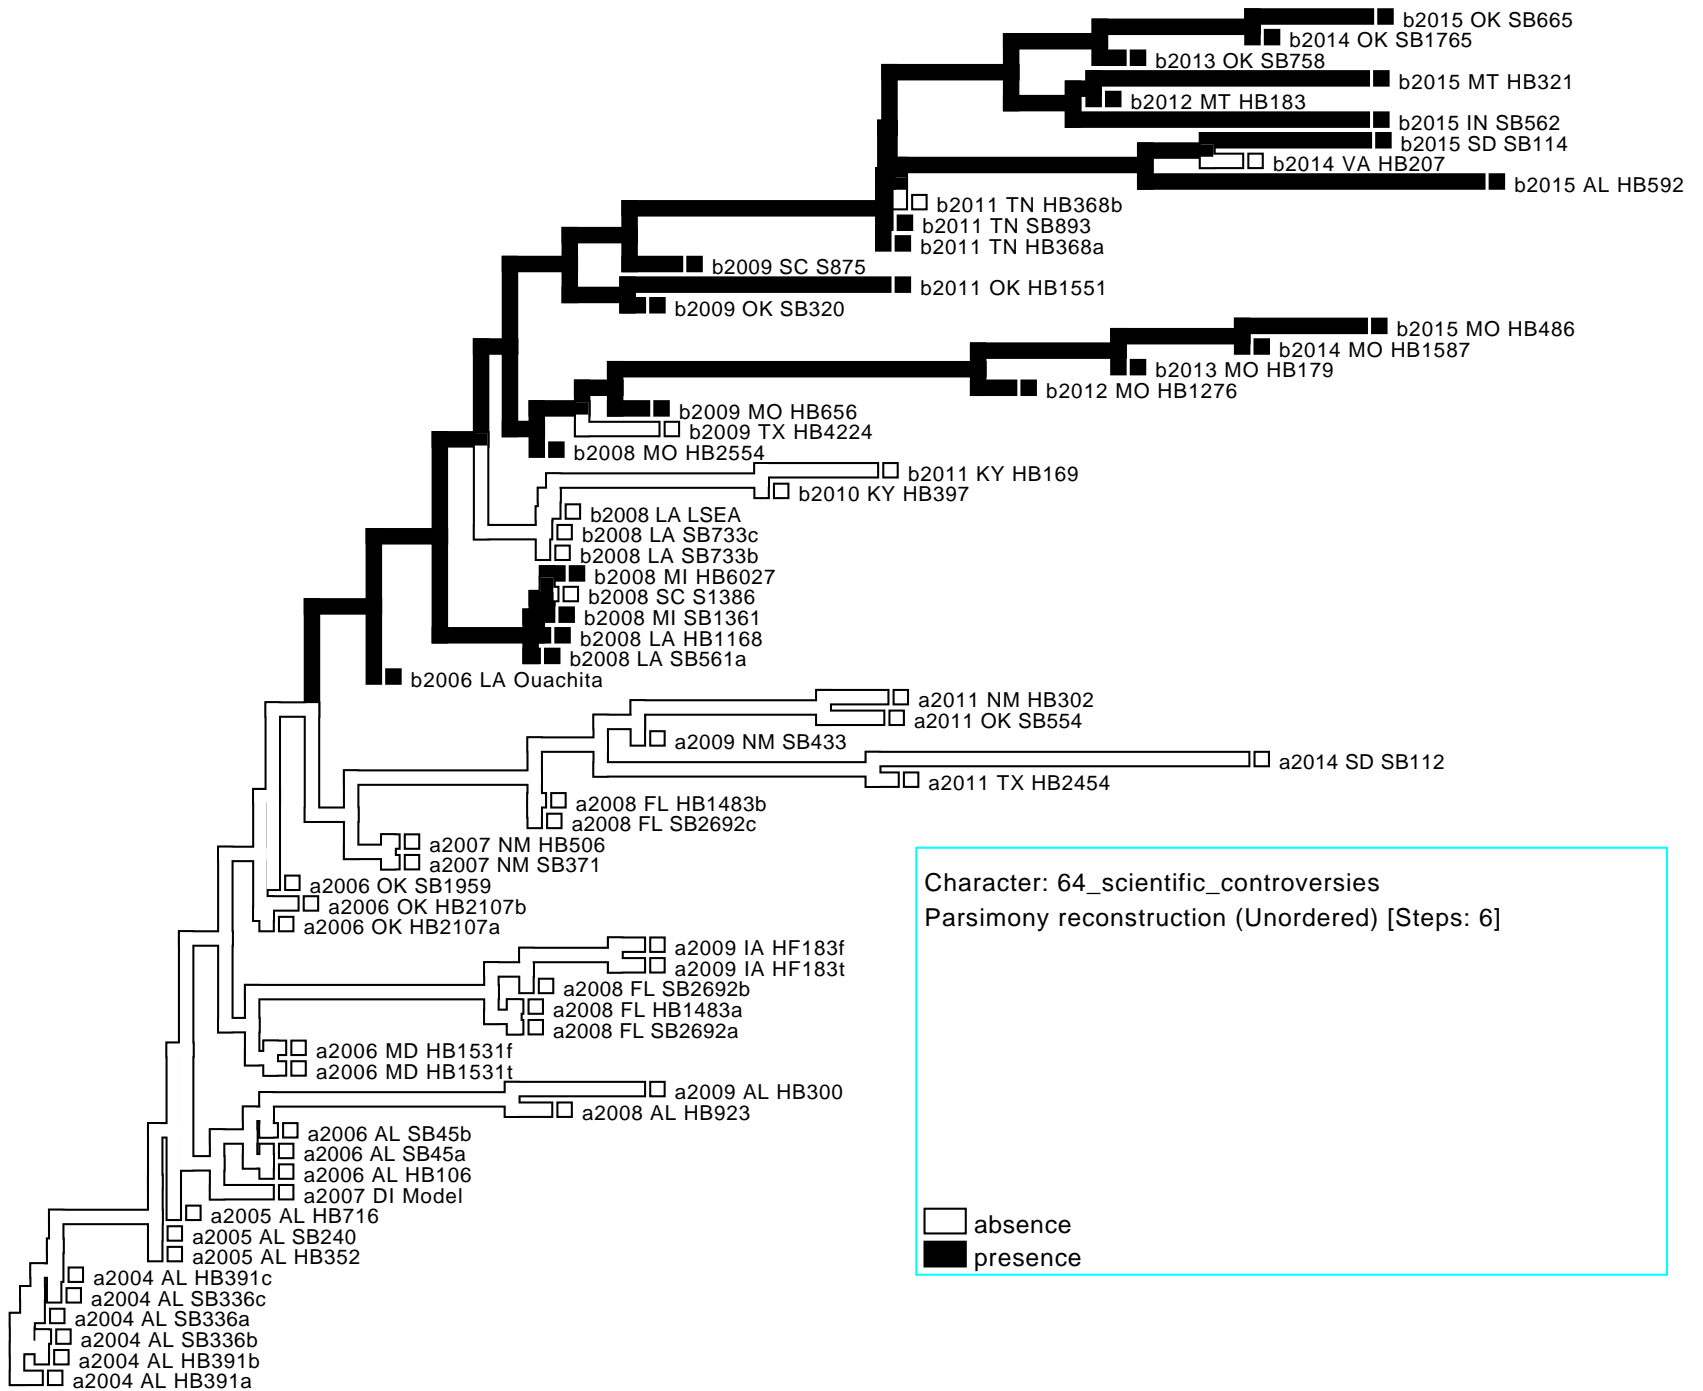 b2015 OK SB665
b2014 OK SB1765
b2013 OK SB758
b2015 MT HB321
b2012 MT HB183
b2015 IN SB562
b2015 SD SB114
b2014 VA HB207
b2015 AL HB592
b2011 TN HB368b
b2011 TN SB893
b2011 TN HB368a
b2009 SC S875
b2011 OK HB1551
b2009 OK SB320
b2015 MO HB486
b2014 MO HB1587
b2013 MO HB179
b2012 MO HB1276
b2009 MO HB656
b2009 TX HB4224
b2008 MO HB2554
b2011 KY HB169
b2010 KY HB397
b2008 LA LSEA
b2008 LA SB733c
b2008 LA SB733b
b2008 MI HB6027
b2008 SC S1386
b2008 MI SB1361
b2008 LA HB1168
b2008 LA SB561a
b2006 LA Ouachita
a2011 NM HB302
a2011 OK SB554
a2009 NM SB433
a2014 SD SB112
a2011 TX HB2454
a2008 FL HB1483b
a2008 FL SB2692c
a2007 NM HB506
a2007 NM SB371
a2006 OK SB1959
a2006 OK HB2107b
a2006 OK HB2107a
a2009 IA HF183f
a2009 IA HF183t
a2008 FL SB2692b
a2008 FL HB1483a
a2008 FL SB2692a
a2006 MD HB1531f
a2006 MD HB1531t
a2009 AL HB300
a2008 AL HB923
a2006 AL SB45b
a2006 AL SB45a
a2006 AL HB106
a2007 DI Model
a2005 AL HB716
a2005 AL SB240
a2005 AL HB352
a2004 AL HB391c
a2004 AL SB336c
a2004 AL SB336a
a2004 AL SB336b
a2004 AL HB391b
a2004 AL HB391a
Character: 64_scientific_controversies
Parsimony reconstruction (Unordered) [Steps: 6]
absence
presence